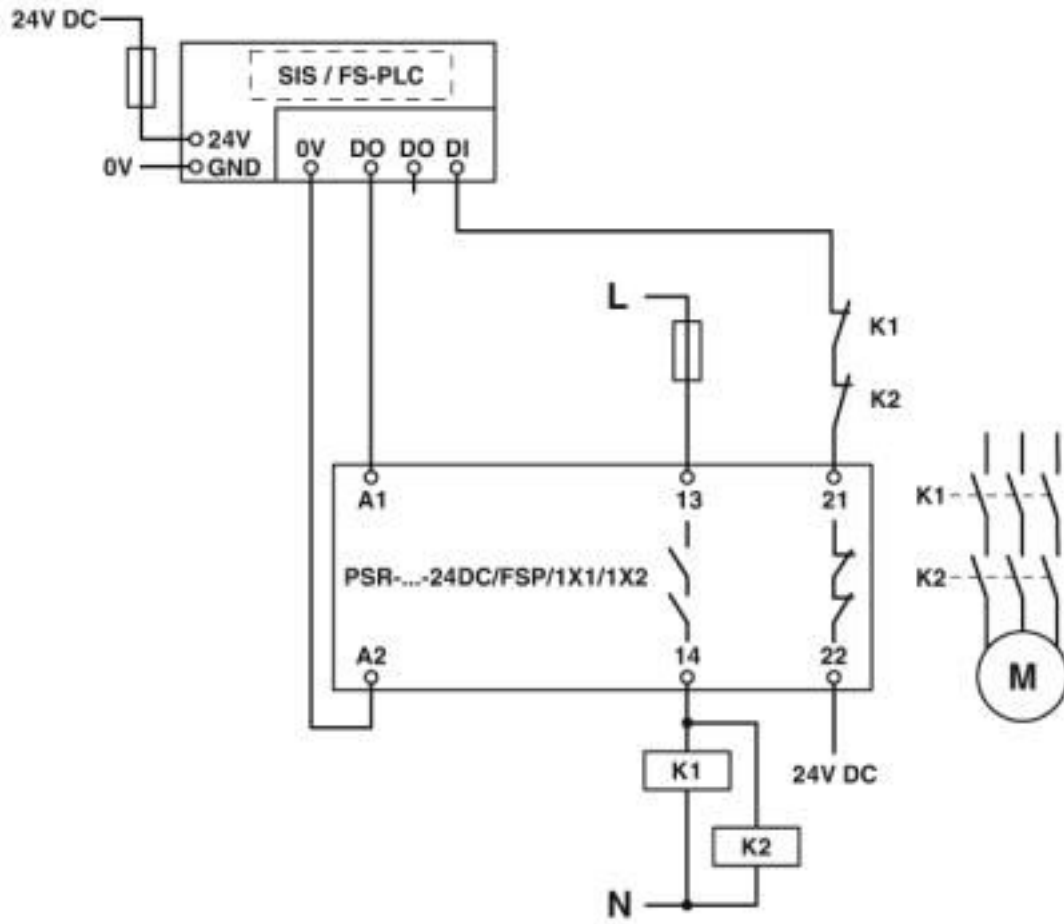 24V DC
SIS / FS-PLC
24V
0V
GND
0V DO DO DI
L
K1
K2
A1 13 21
K1
PSR-...-24DC/FSP/1X1/1X2
K2
A2 14 22
M
K1
24V DC
K2
N